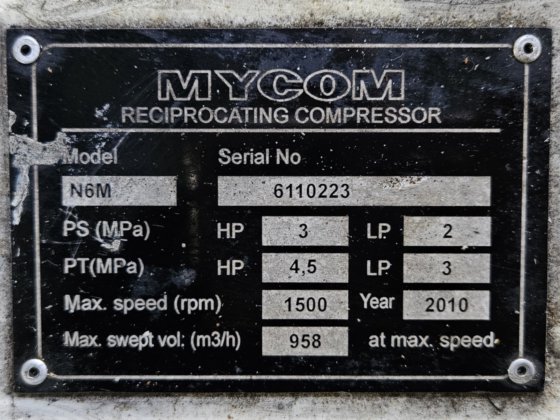 MYCOM
RECIPROCATING COMPRESSOR
Model Serial No
N6M 6110223
PS (MPa) HP 3 LP 2
PT(MPa) HP 4,5 LP 3
Max. speed (rpm) 1500 Year 2010
Max. swept vol. (m3/h) 958 at max. speed